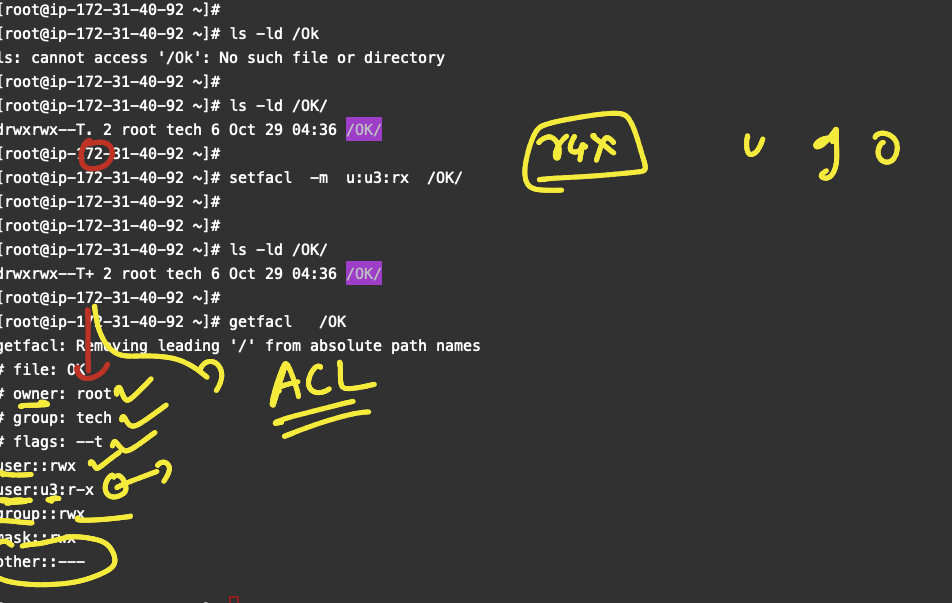 [root@ip-172-31-40-92 ~]#
[root@ip-172-31-40-92 ~]# ls -ld /Ok
ls: cannot access '/Ok': No such file or directory
[root@ip-172-31-40-92 ~]#
[root@ip-172-31-40-92 ~]# ls -ld /OK/
drwxrwx--T. 2 root tech 6 Oct 29 04:36 /OK/
[root@ip-172-31-40-92 ~]#
[root@ip-172-31-40-92 ~]# setfacl  -m  u:u3:rx  /OK/
[root@ip-172-31-40-92 ~]#
[root@ip-172-31-40-92 ~]#
[root@ip-172-31-40-92 ~]# ls -ld /OK/
drwxrwx--T+ 2 root tech 6 Oct 29 04:36 /OK/
[root@ip-172-31-40-92 ~]#
[root@ip-172-31-40-92 ~]# getfacl   /OK
getfacl: Removing leading '/' from absolute path names
# file: OK
# owner: root
# group: tech
# flags: --t
user::rwx
user:u3:r-x
group::rwx
mask::rwx
other::---
u g o
ACL